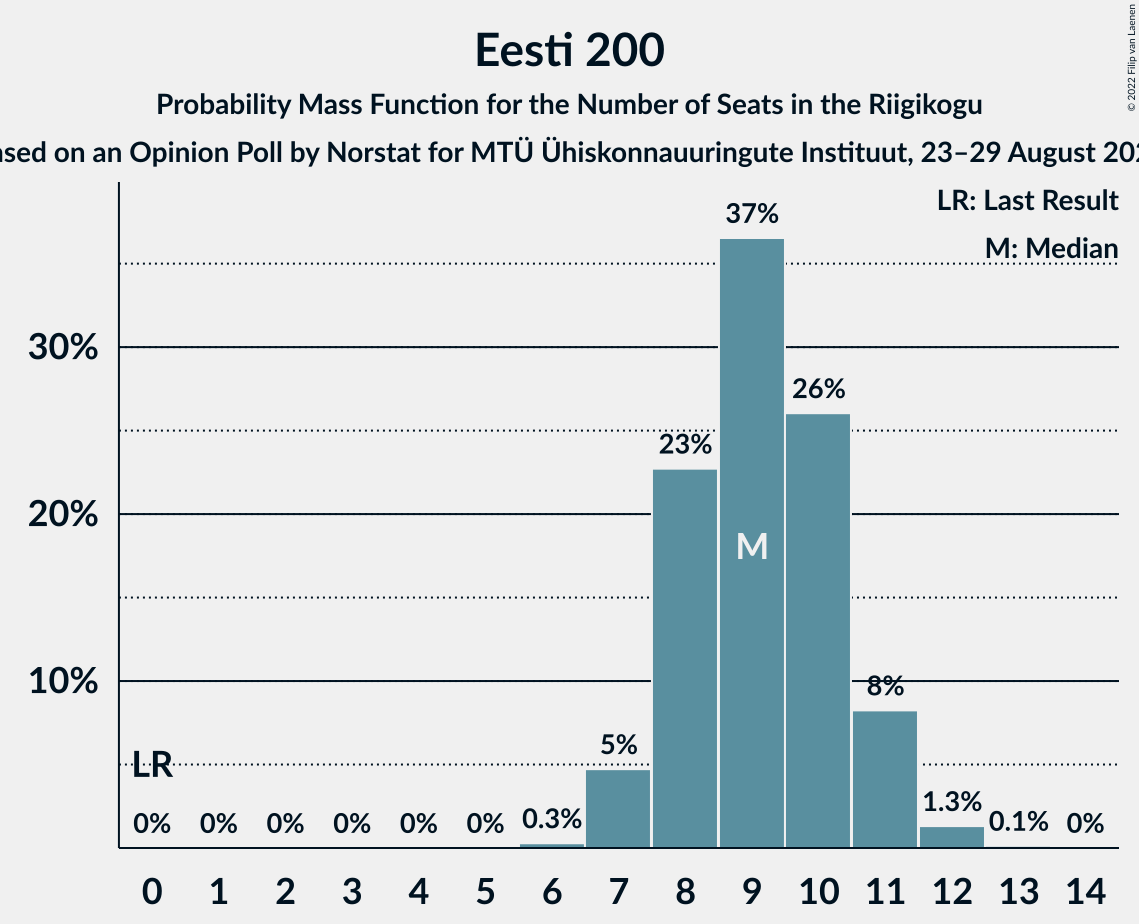 Eesti 200
Probability Mass Function for the Number of Seats in the Riigikogu
on an Opinion Poll by Norstat for MTÜ Ühiskonnauuringute Instituut, 23–29 August
© 2022 Filip van Laenen
LR: Last Result
M: Median
37%
30%
26%
23%
20%
M
10%
8%
5%
LR
0% 0% 0% 0% 0% 0% 0.3% 1.3% 0.1% 0%
0 1 2 3 4 5 6 7 8 9 10 11 12 13 14